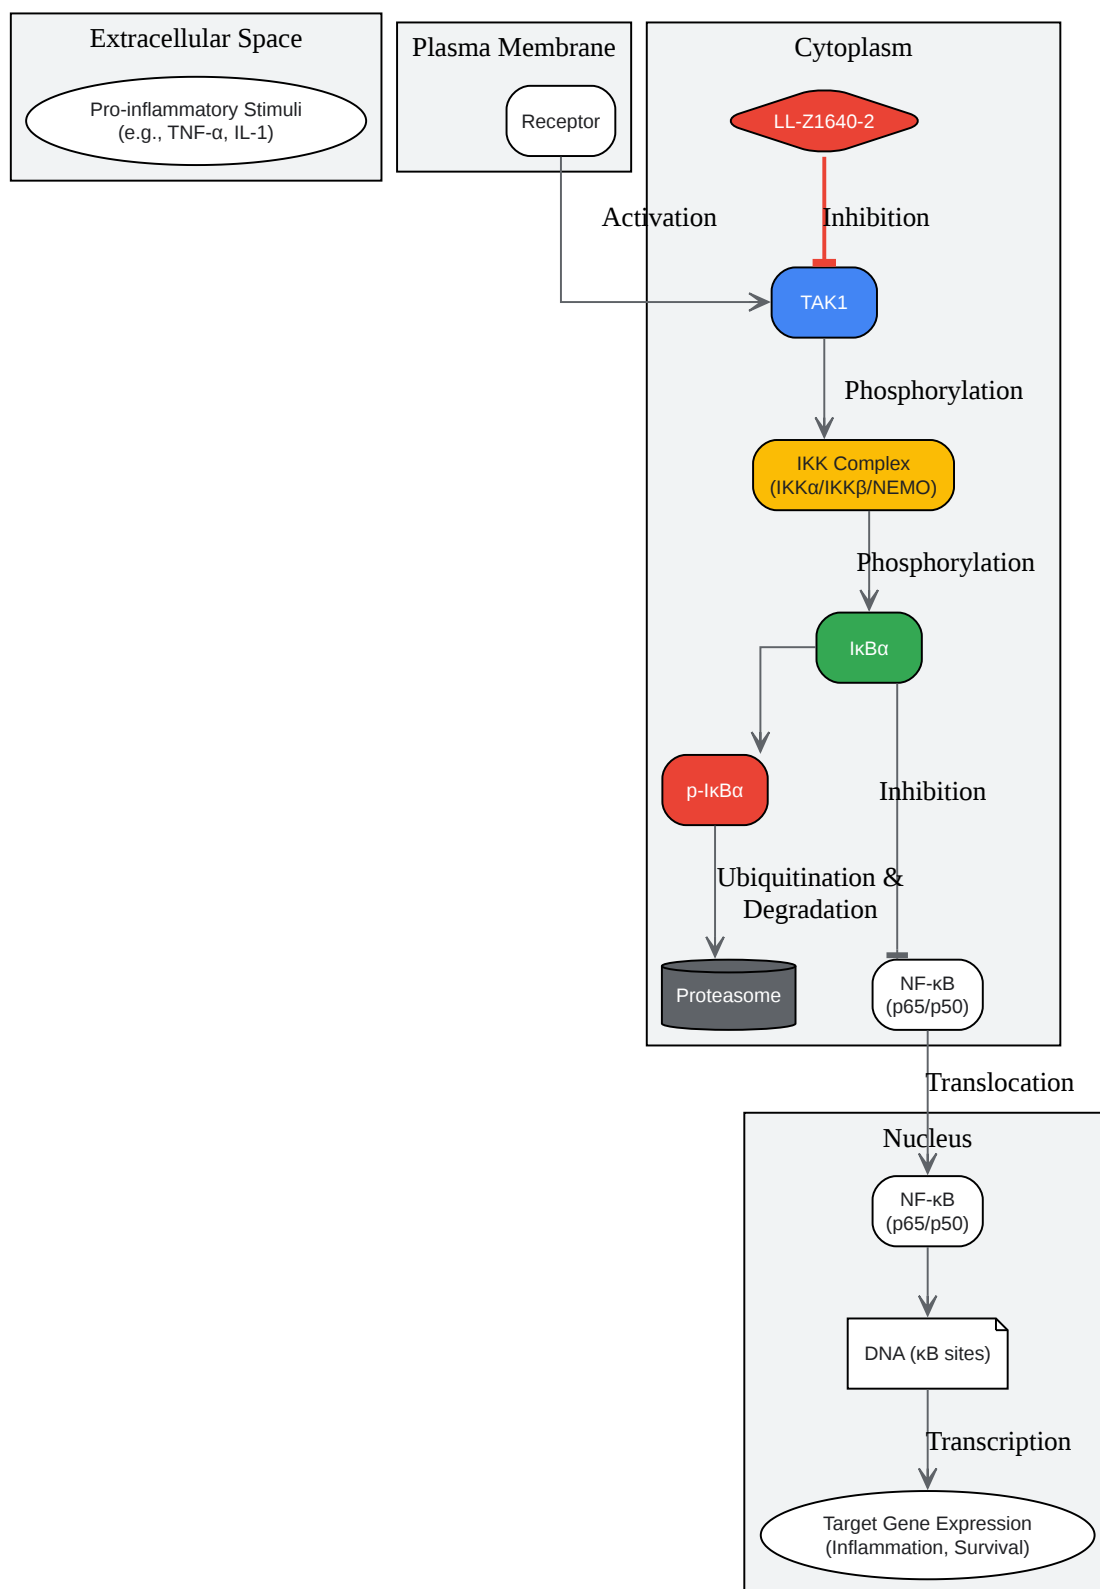 Extracellular Space
Pro-inflammatory Stimuli
(e.g., TNF-α, IL-1)
Plasma Membrane
Receptor
Cytoplasm
LL-Z1640-2
Activation
Inhibition
TAK1
Phosphorylation
IKK Complex
(IKKα/IKKβ/NEMO)
Phosphorylation
IκBα
p-IκBα
Inhibition
Ubiquitination &
Degradation
Proteasome
NF-κB
(p65/p50)
Translocation
Nucleus
NF-κB
(p65/p50)
DNA (κB sites)
Transcription
Target Gene Expression
(Inflammation, Survival)